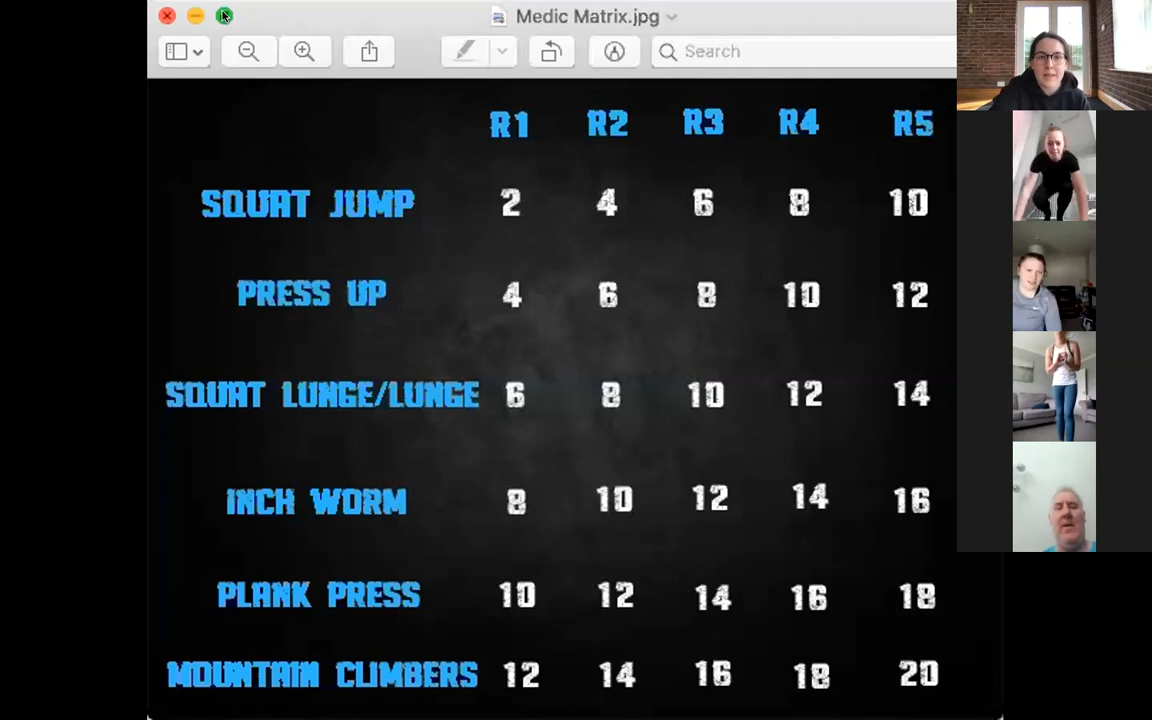 Medic Matrix.jpg
Search
R1 R2 R3 R4 R5
SQUAT JUMP 2 4 6 8 10
PRESS UP 4 6 8 10 12
SQUAT LUNGE/LUNGE 6 8 10 12 14
INCH WORM 8 10 12 14 16
PLANK PRESS 10 12 14 16 18
MOUNTAIN CLIMBERS 12 14 16 18 20